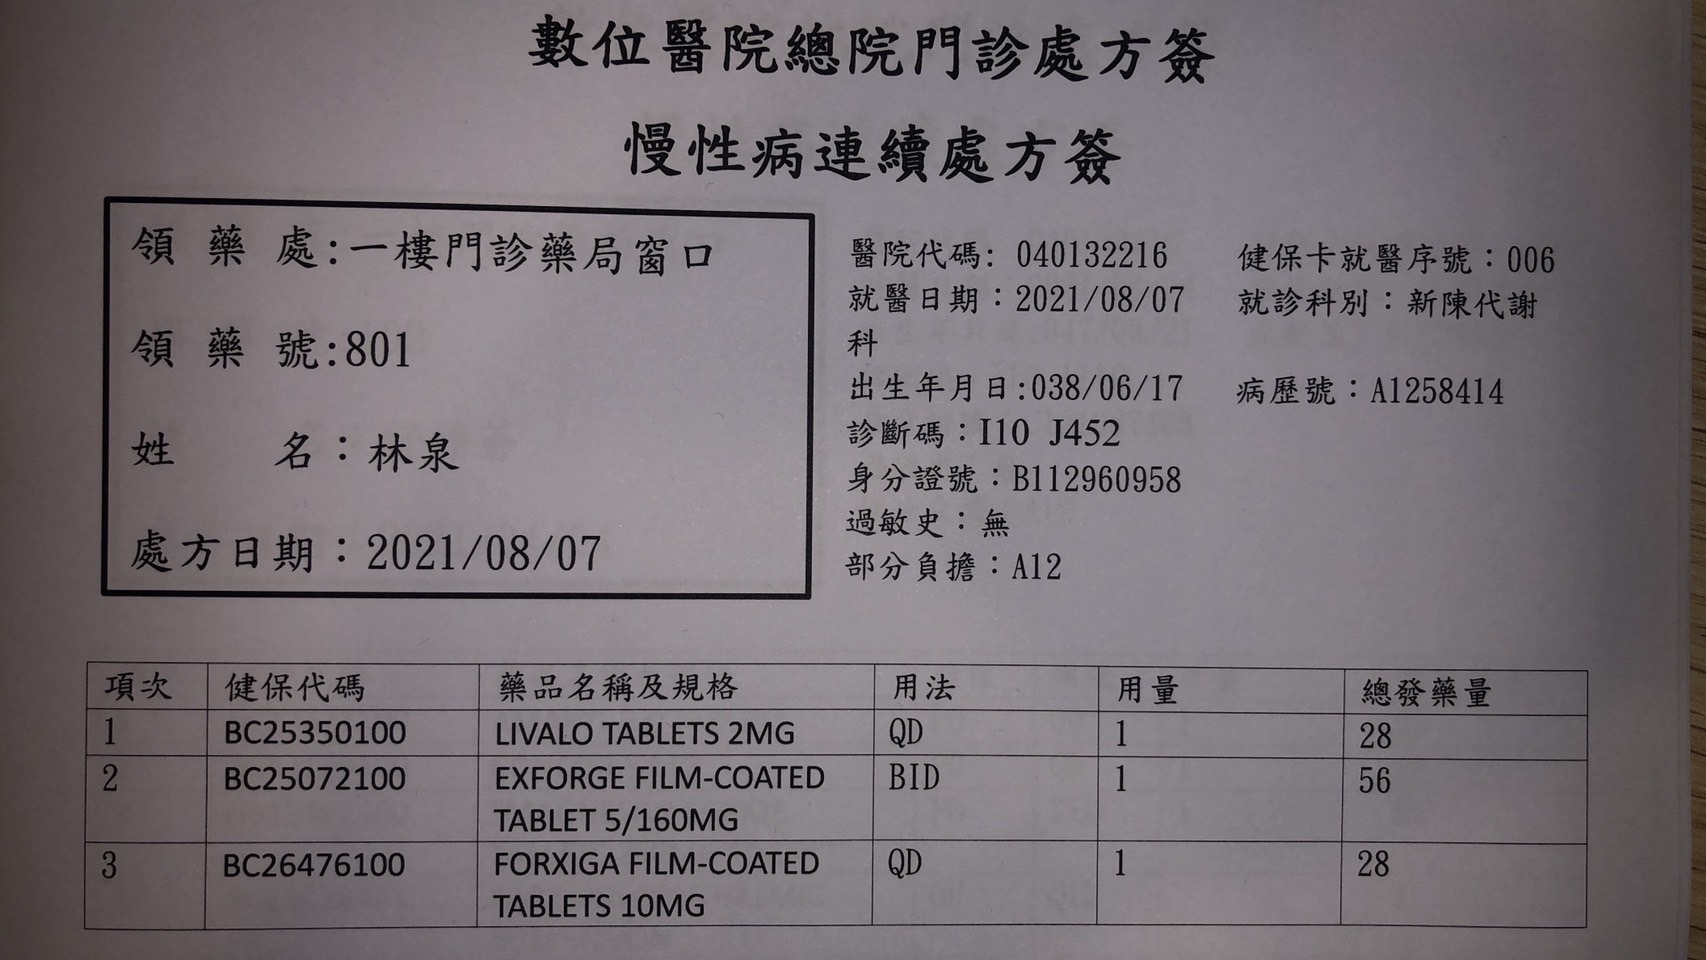 數位醫院總院門診處方簽
慢性病連續處方簽
領 藥 處:一樓門診藥局窗口
領 藥 號:801
姓 名：林泉
處方日期：2021/08/07
醫院代碼: 040132216 健保卡就醫序號：006
就醫日期：2021/08/07 就診科別：新陳代謝
科
出生年月日:038/06/17 病歷號：A1258414
診斷碼：I10 J452
身分證號：B112960958
過敏史：無
部分負擔：A12
項次 健保代碼 藥品名稱及規格 用法 用量 總發藥量
1 BC25350100 LIVALO TABLETS 2MG QD 1 28
2 BC25072100 EXFORGE FILM-COATED BID 1 56
TABLET 5/160MG
3 BC26476100 FORXIGA FILM-COATED QD 1 28
TABLETS 10MG